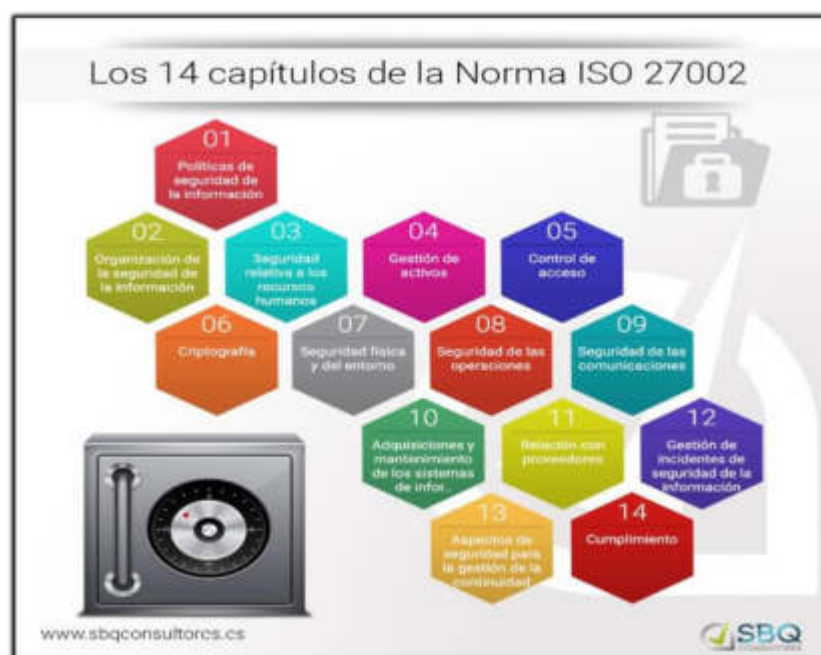 Los 14 capítulos de la Norma ISO 27002
01
Políticas de
seguridad de
la información
02
Organización de
la seguridad de
la información
03
Seguridad
relativa a los
recursos
humanos
04
Gestión de
activos
05
Control de
acceso
06
Criptografía
07
Seguridad física
y del entorno
08
Seguridad de las
operaciones
09
Seguridad de las
comunicaciones
10
Adquisiciones y
mantenimiento
de los sistemas
de infor..
11
Relación con
proveedores
12
Gestión de
incidentes de
seguridad de la
información
13
Aspectos de
seguridad para
la gestión de la
continuidad
14
Cumplimiento
www.sbqconsultores.es
SBQ
CONSULTORES